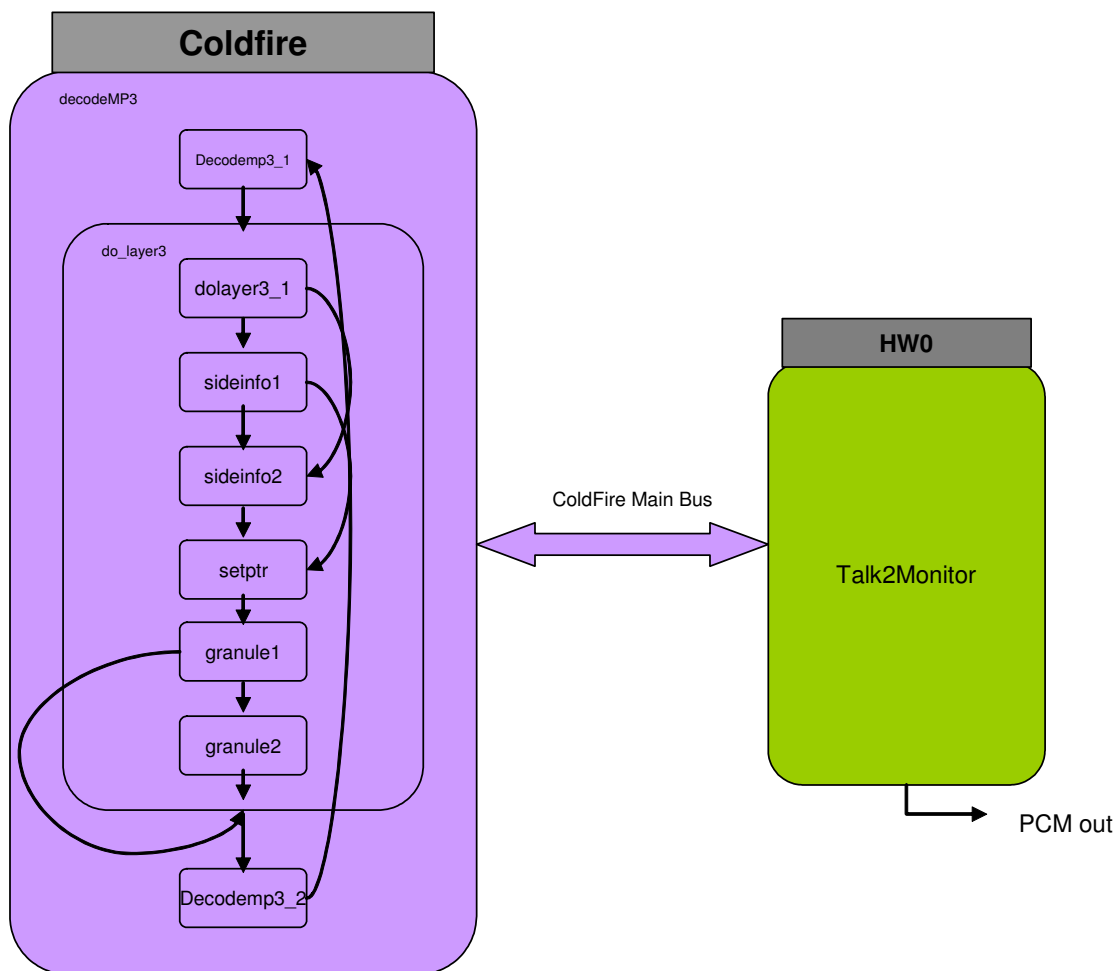 Coldfire
decodeMP3
Decodemp3_1
do_layer3
dolayer3_1
sideinfo1
sideinfo2
setptr
granule1
granule2
Decodemp3_2
ColdFire Main Bus
HW0
Talk2Monitor
PCM out